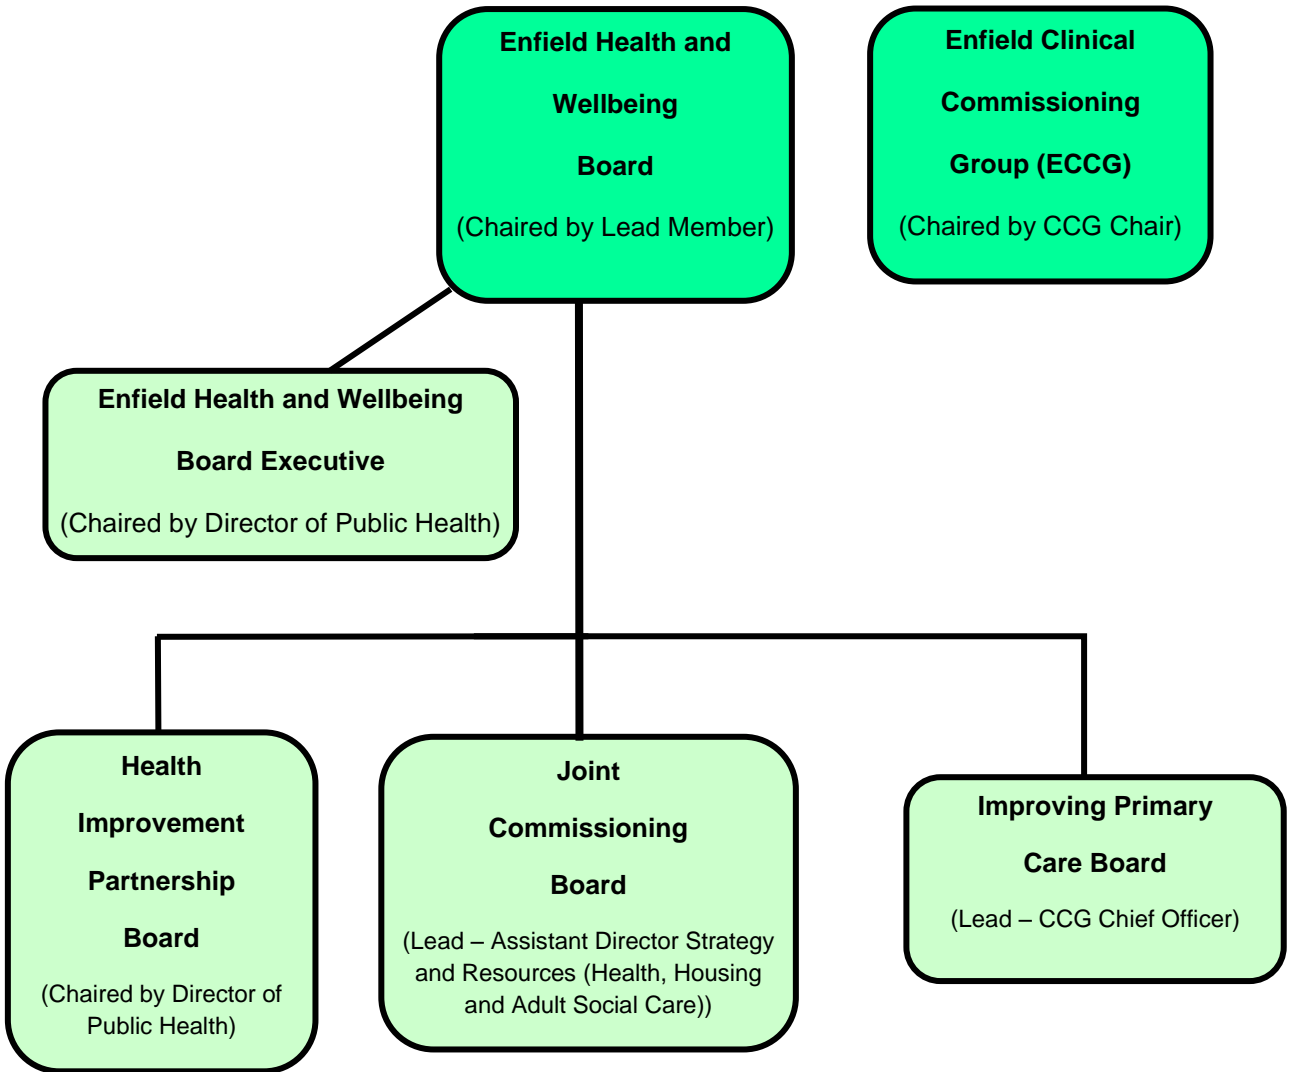 Enfield Health and
Wellbeing
Board
(Chaired by Lead Member)
Enfield Clinical
Commissioning
Group (ECCG)
(Chaired by CCG Chair)
Enfield Health and Wellbeing
Board Executive
(Chaired by Director of Public Health)
Health
Improvement
Partnership
Board
(Chaired by Director of
Public Health)
Joint
Commissioning
Board
(Lead – Assistant Director Strategy
and Resources (Health, Housing
and Adult Social Care))
Improving Primary
Care Board
(Lead – CCG Chief Officer)